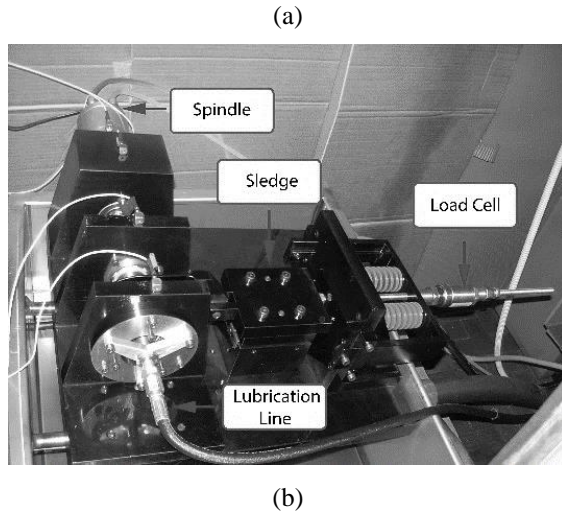 (a)
Spindle
Sledge
Load Cell
Lubrication
Line
(b)